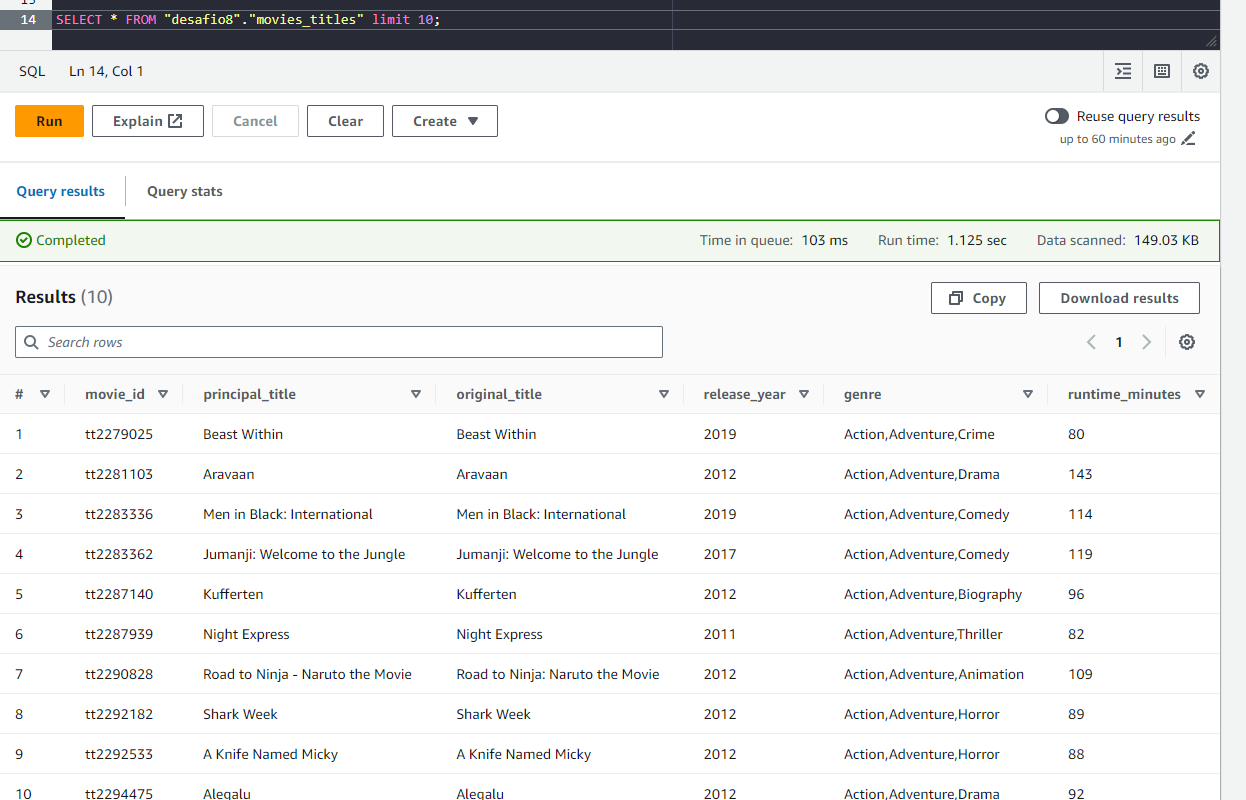 14 SELECT * FROM "desafio8"."movies_titles" limit 10;
SQL Ln 14, Col 1
Run Explain Cancel Clear Create Reuse query results
up to 60 minutes ago
Query results Query stats
Completed Time in queue: 103 ms Run time: 1.125 sec Data scanned: 149.03 KB
Results (10) Copy Download results
Search rows 1
# movie_id principal_title original_title release_year genre runtime_minutes
1 tt2279025 Beast Within Beast Within 2019 Action,Adventure,Crime 80
2 tt2281103 Aravaan Aravaan 2012 Action,Adventure,Drama 143
3 tt2283336 Men in Black: International Men in Black: International 2019 Action,Adventure,Comedy 114
4 tt2283362 Jumanji: Welcome to the Jungle Jumanji: Welcome to the Jungle 2017 Action,Adventure,Comedy 119
5 tt2287140 Kufferten Kufferten 2012 Action,Adventure,Biography 96
6 tt2287939 Night Express Night Express 2011 Action,Adventure,Thriller 82
7 tt2290828 Road to Ninja - Naruto the Movie Road to Ninja: Naruto the Movie 2012 Action,Adventure,Animation 109
8 tt2292182 Shark Week Shark Week 2012 Action,Adventure,Horror 89
9 tt2292533 A Knife Named Micky A Knife Named Micky 2012 Action,Adventure,Horror 88
10 tt2294475 Alegalu Alegalu 2012 Action,Adventure,Drama 92